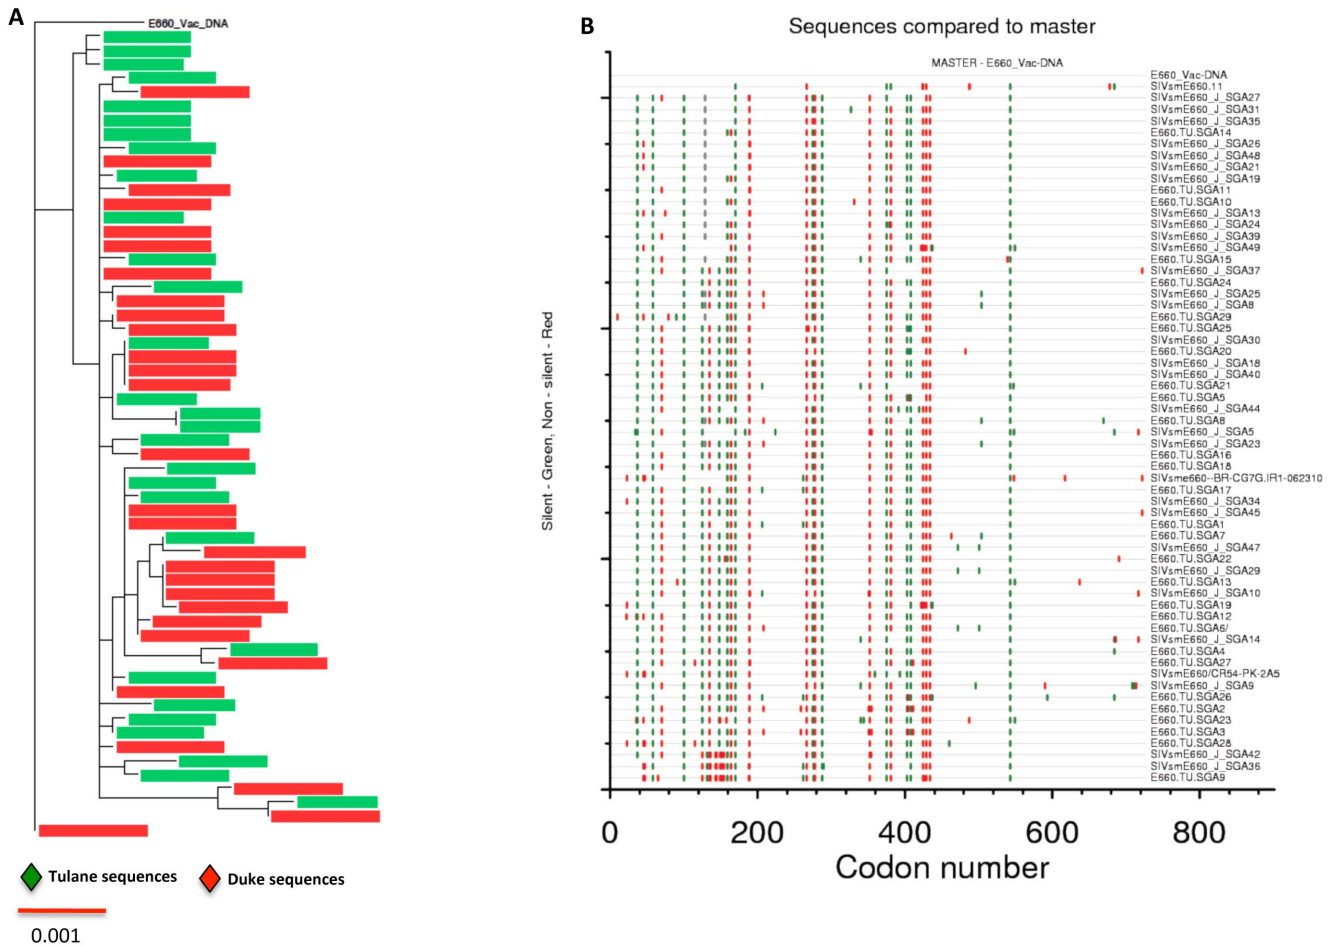 A
E660_Vac_DNA
Tulane sequences
Duke sequences
0.001
B
Sequences compared to master
MASTER - E660_Vac-DNA
Silent - Green, Non - silent - Red
E660_Vac-DNA
SIVsmE660.11
SIVsmE660_J_SGA27
SIVsmE660_J_SGA31
SIVsmE660_J_SGA35
E660.TU.SGA14
SIVsmE660_J_SGA26
SIVsmE660_J_SGA48
SIVsmE660_J_SGA21
SIVsmE660_J_SGA19
E660.TU.SGA11
E660.TU.SGA10
SIVsmE660_J_SGA13
SIVsmE660_J_SGA24
SIVsmE660_J_SGA39
SIVsmE660_J_SGA49
E660.TU.SGA15
SIVsmE660_J_SGA37
E660.TU.SGA24
SIVsmE660_J_SGA25
SIVsmE660_J_SGA8
E660.TU.SGA29
E660.TU.SGA25
SIVsmE660_J_SGA30
E660.TU.SGA20
SIVsmE660_J_SGA18
SIVsmE660_J_SGA40
E660.TU.SGA21
E660.TU.SGA5
SIVsmE660_J_SGA44
E660.TU.SGA8
SIVsmE660_J_SGA5
SIVsmE660_J_SGA23
E660.TU.SGA16
E660.TU.SGA18
SIVsme660--BR-CG7G.IR1-062310
E660.TU.SGA17
SIVsmE660_J_SGA34
SIVsmE660_J_SGA45
E660.TU.SGA1
E660.TU.SGA7
SIVsmE660_J_SGA47
E660.TU.SGA22
SIVsmE660_J_SGA29
E660.TU.SGA13
SIVsmE660_J_SGA10
E660.TU.SGA19
E660.TU.SGA12
E660.TU.SGA6/
SIVsmE660_J_SGA14
E660.TU.SGA4
E660.TU.SGA27
SIVsmE660/CR54-PK-2A5
SIVsmE660_J_SGA9
E660.TU.SGA26
E660.TU.SGA2
E660.TU.SGA23
E660.TU.SGA3
E660.TU.SGA28
SIVsmE660_J_SGA42
SIVsmE660_J_SGA36
E660.TU.SGA9
0 200 400 600 800
Codon number